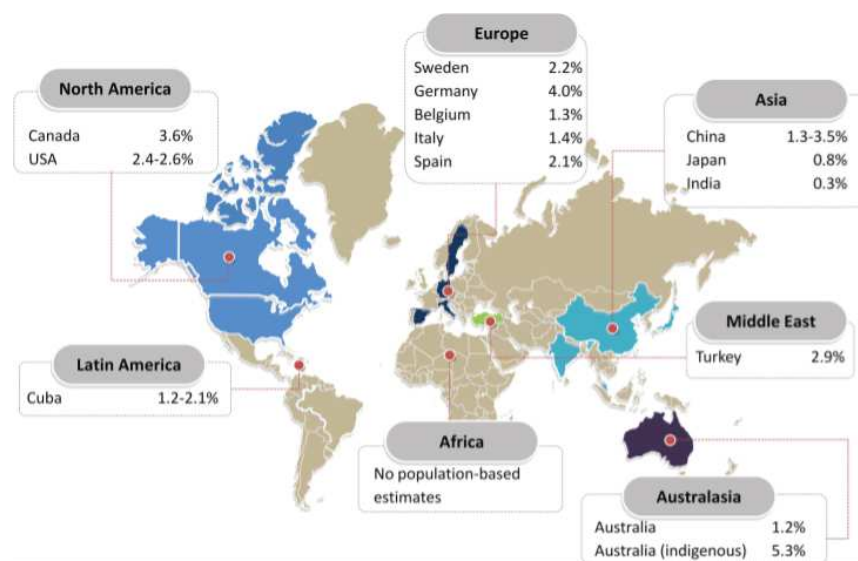 Europe
Sweden 2.2%
Germany 4.0%
Belgium 1.3%
Italy 1.4%
Spain 2.1%
North America
Canada 3.6%
USA 2.4-2.6%
Asia
China 1.3-3.5%
Japan 0.8%
India 0.3%
Middle East
Turkey 2.9%
Latin America
Cuba 1.2-2.1%
Africa
No population-based
estimates
Australasia
Australia 1.2%
Australia (indigenous) 5.3%